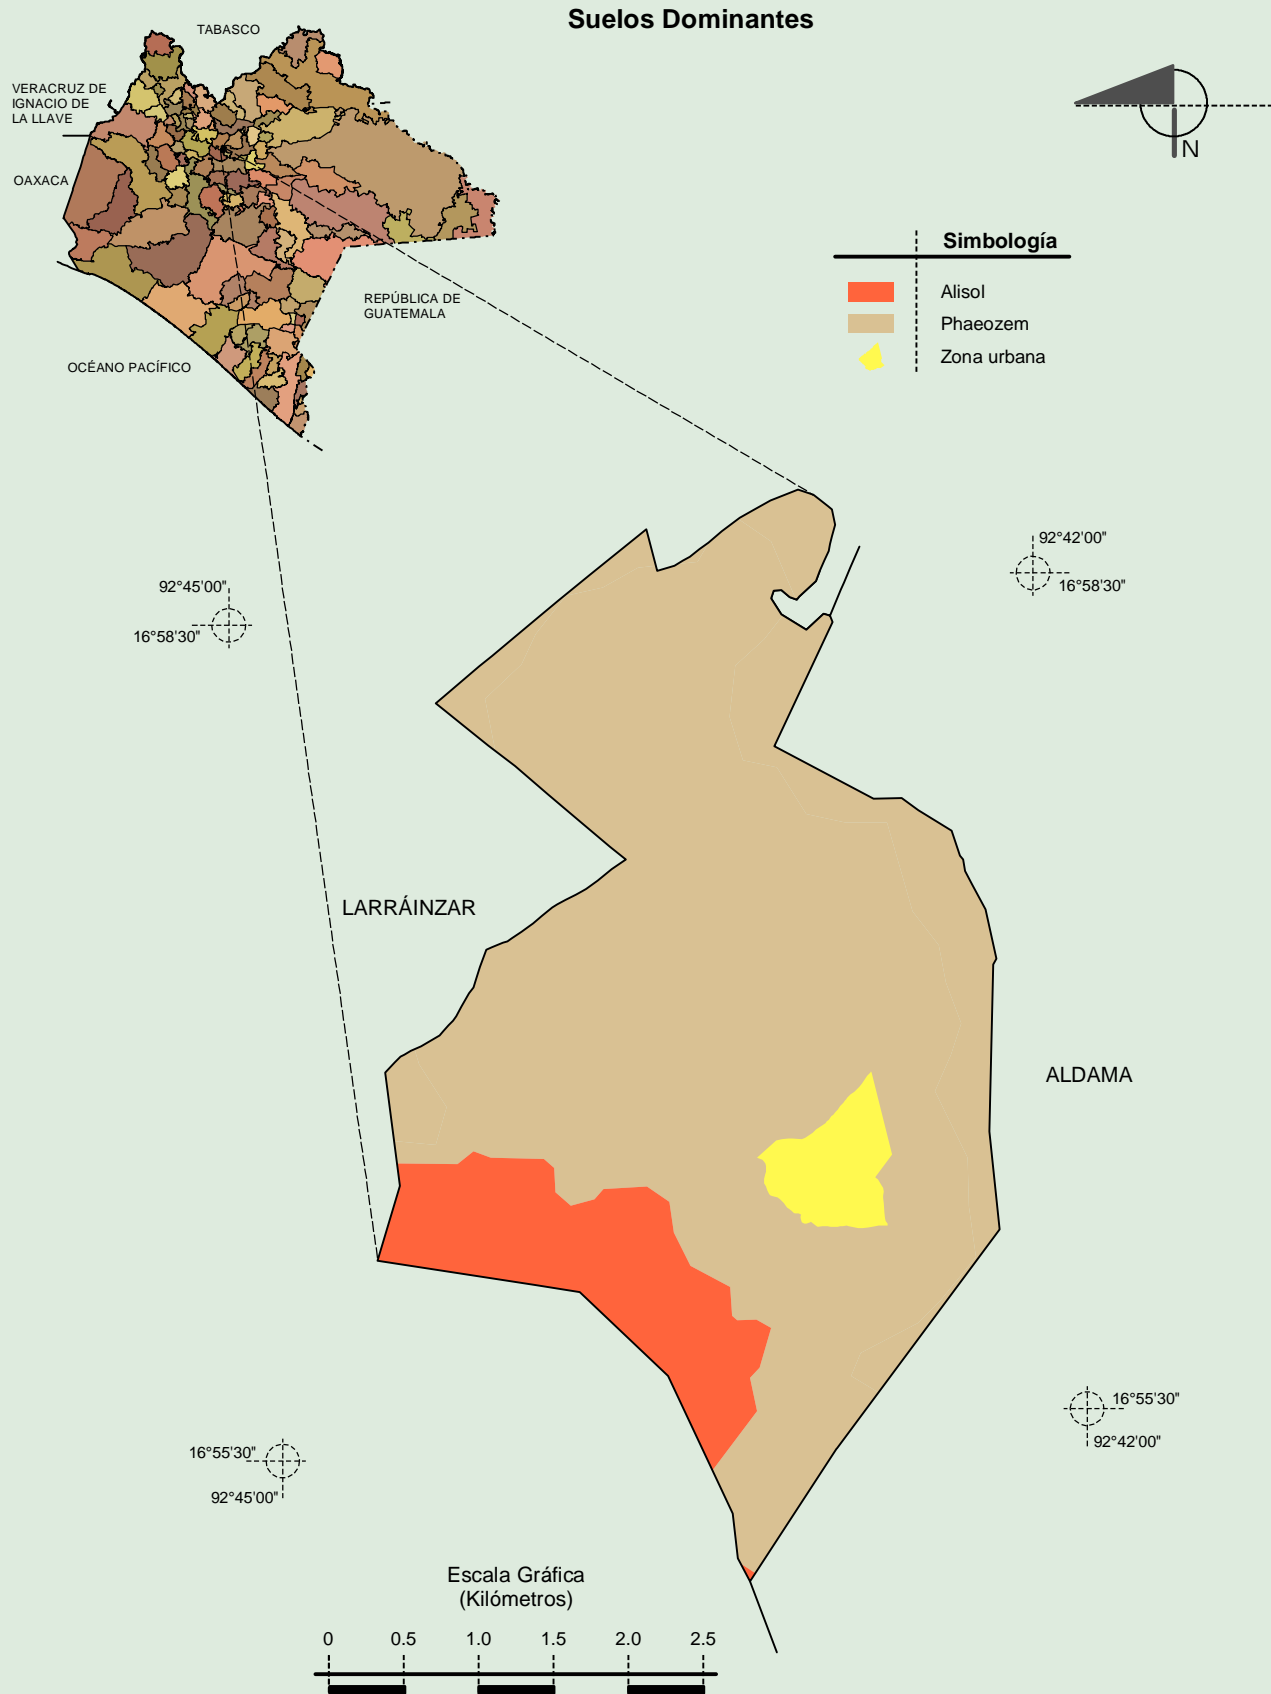 Suelos Dominantes
TABASCO
VERACRUZ DE
IGNACIO DE
LA LLAVE
OAXACA
REPÚBLICA DE
GUATEMALA
OCÉANO PACÍFICO
N
Simbología
Alisol
Phaeozem
Zona urbana
92°45'00"
16°58'30"
92°42'00"
16°58'30"
LARRÁINZAR
ALDAMA
16°55'30"
92°42'00"
16°55'30"
92°45'00"
Escala Gráfica
(Kilómetros)
0 0.5 1.0 1.5 2.0 2.5